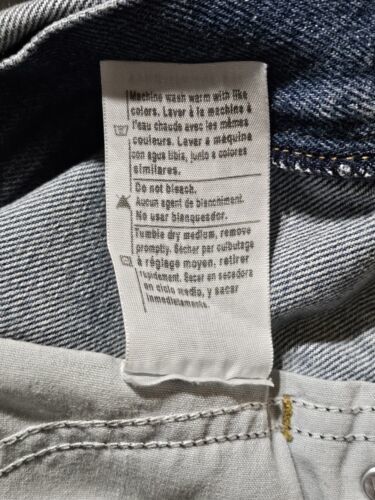 Machine wash warm with like
colors. Laver à la machine à
l'eau chaude avec les mêmes
couleurs. Lavar a máquina
con agua tibia, junto a colores
similares.
Do not bleach.
Aucun agent de blanchiment.
No usar blanqueador.
Tumble dry medium, remove
promptly. Sécher par culbutage
à réglage moyen, retirer
rapidement. Secar en secadora
en ciclo medio, y sacar
inmediatamente.